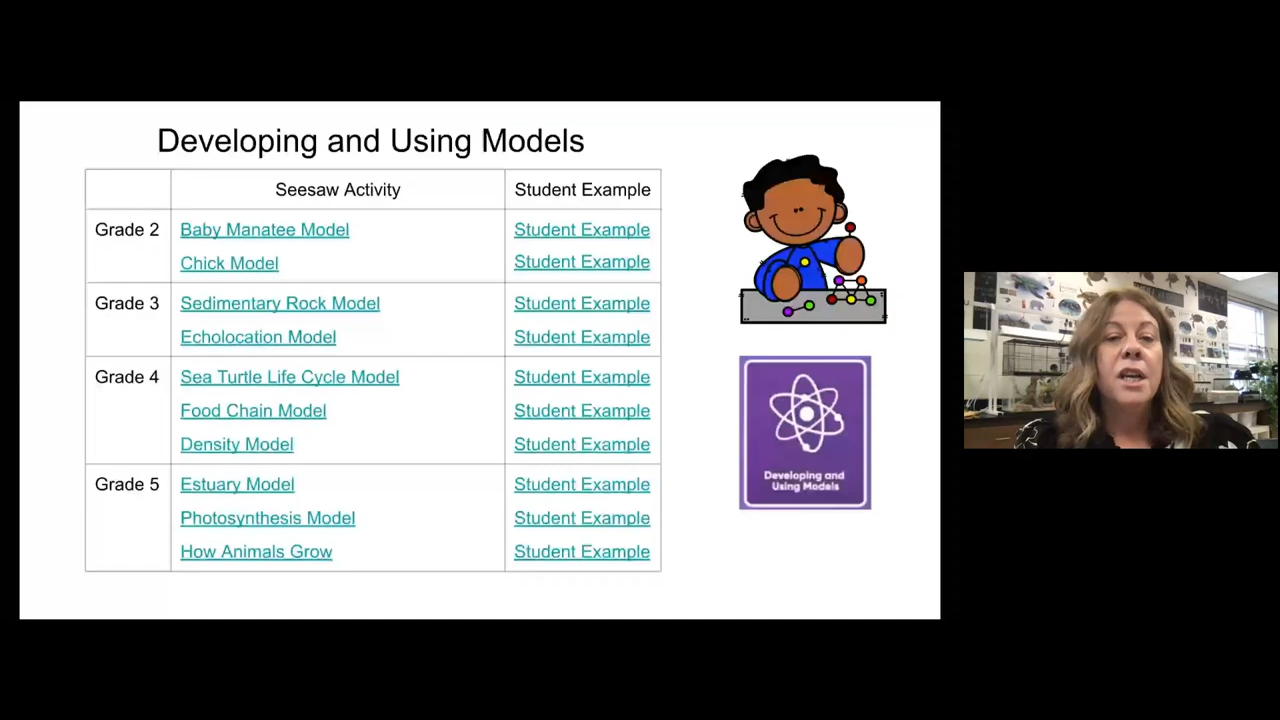 Developing and Using Models
Seesaw Activity Student Example
Grade 2 Baby Manatee Model Student Example
Chick Model Student Example
Grade 3 Sedimentary Rock Model Student Example
Echolocation Model Student Example
Grade 4 Sea Turtle Life Cycle Model Student Example
Food Chain Model Student Example
Density Model Student Example
Grade 5 Estuary Model Student Example
Photosynthesis Model Student Example
How Animals Grow Student Example
Developing and
Using Models